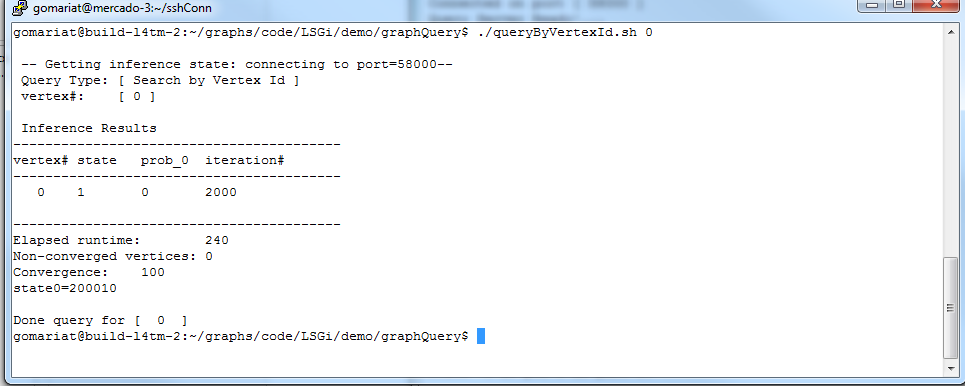 gomariat@mercado-3:~/sshConn
gomariat@build-l4tm-2:~/graphs/code/LSGi/demo/graphQuery$ ./queryByVertexId.sh 0
-- Getting inference state: connecting to port=58000--
Query Type: [ Search by Vertex Id ]
vertex#: [ 0 ]
Inference Results
----------------------------------------
vertex# state prob_0 iteration#
----------------------------------------
0 1 0 2000
----------------------------------------
Elapsed runtime: 240
Non-converged vertices: 0
Convergence: 100
state0=200010
Done query for [ 0 ]
gomariat@build-l4tm-2:~/graphs/code/LSGi/demo/graphQuery$